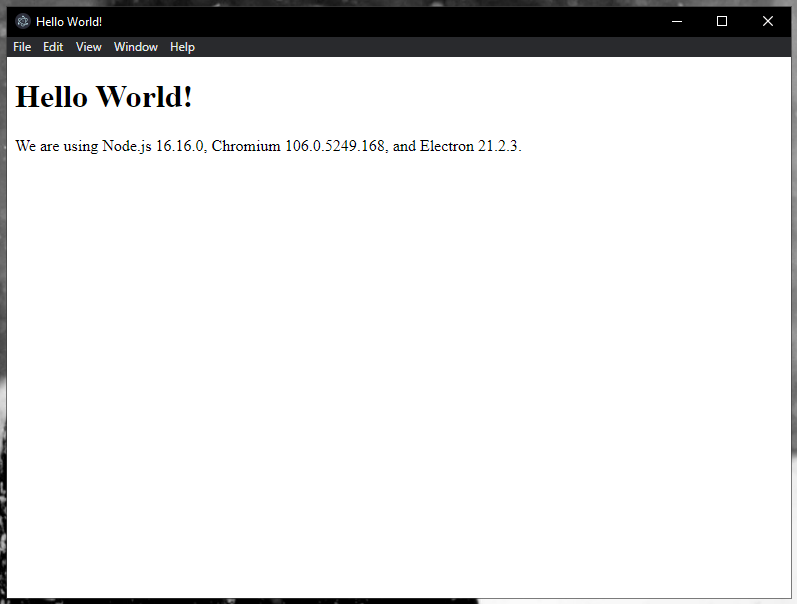 Hello World!
File Edit View Window Help
Hello World!
We are using Node.js 16.16.0, Chromium 106.0.5249.168, and Electron 21.2.3.